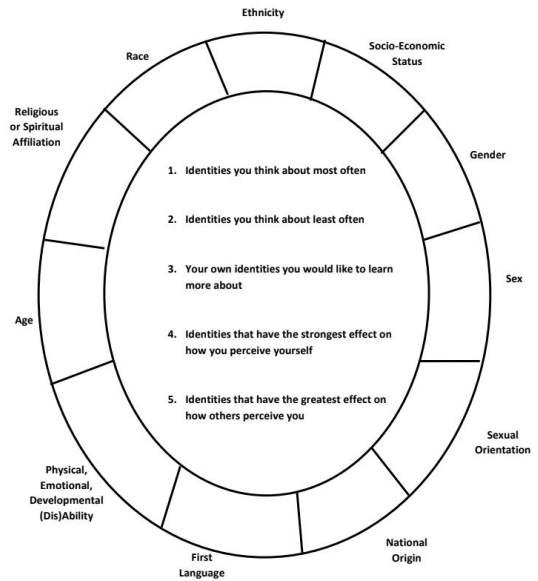 Ethnicity
Socio-Economic
Status
Gender
Sex
Sexual
Orientation
National
Origin
First
Language
Physical,
Emotional,
Developmental
(Dis)Ability
Age
Religious
or Spiritual
Affiliation
Race
1. Identities you think about most often
2. Identities you think about least often
3. Your own identities you would like to learn
more about
4. Identities that have the strongest effect on
how you perceive yourself
5. Identities that have the greatest effect on
how others perceive you